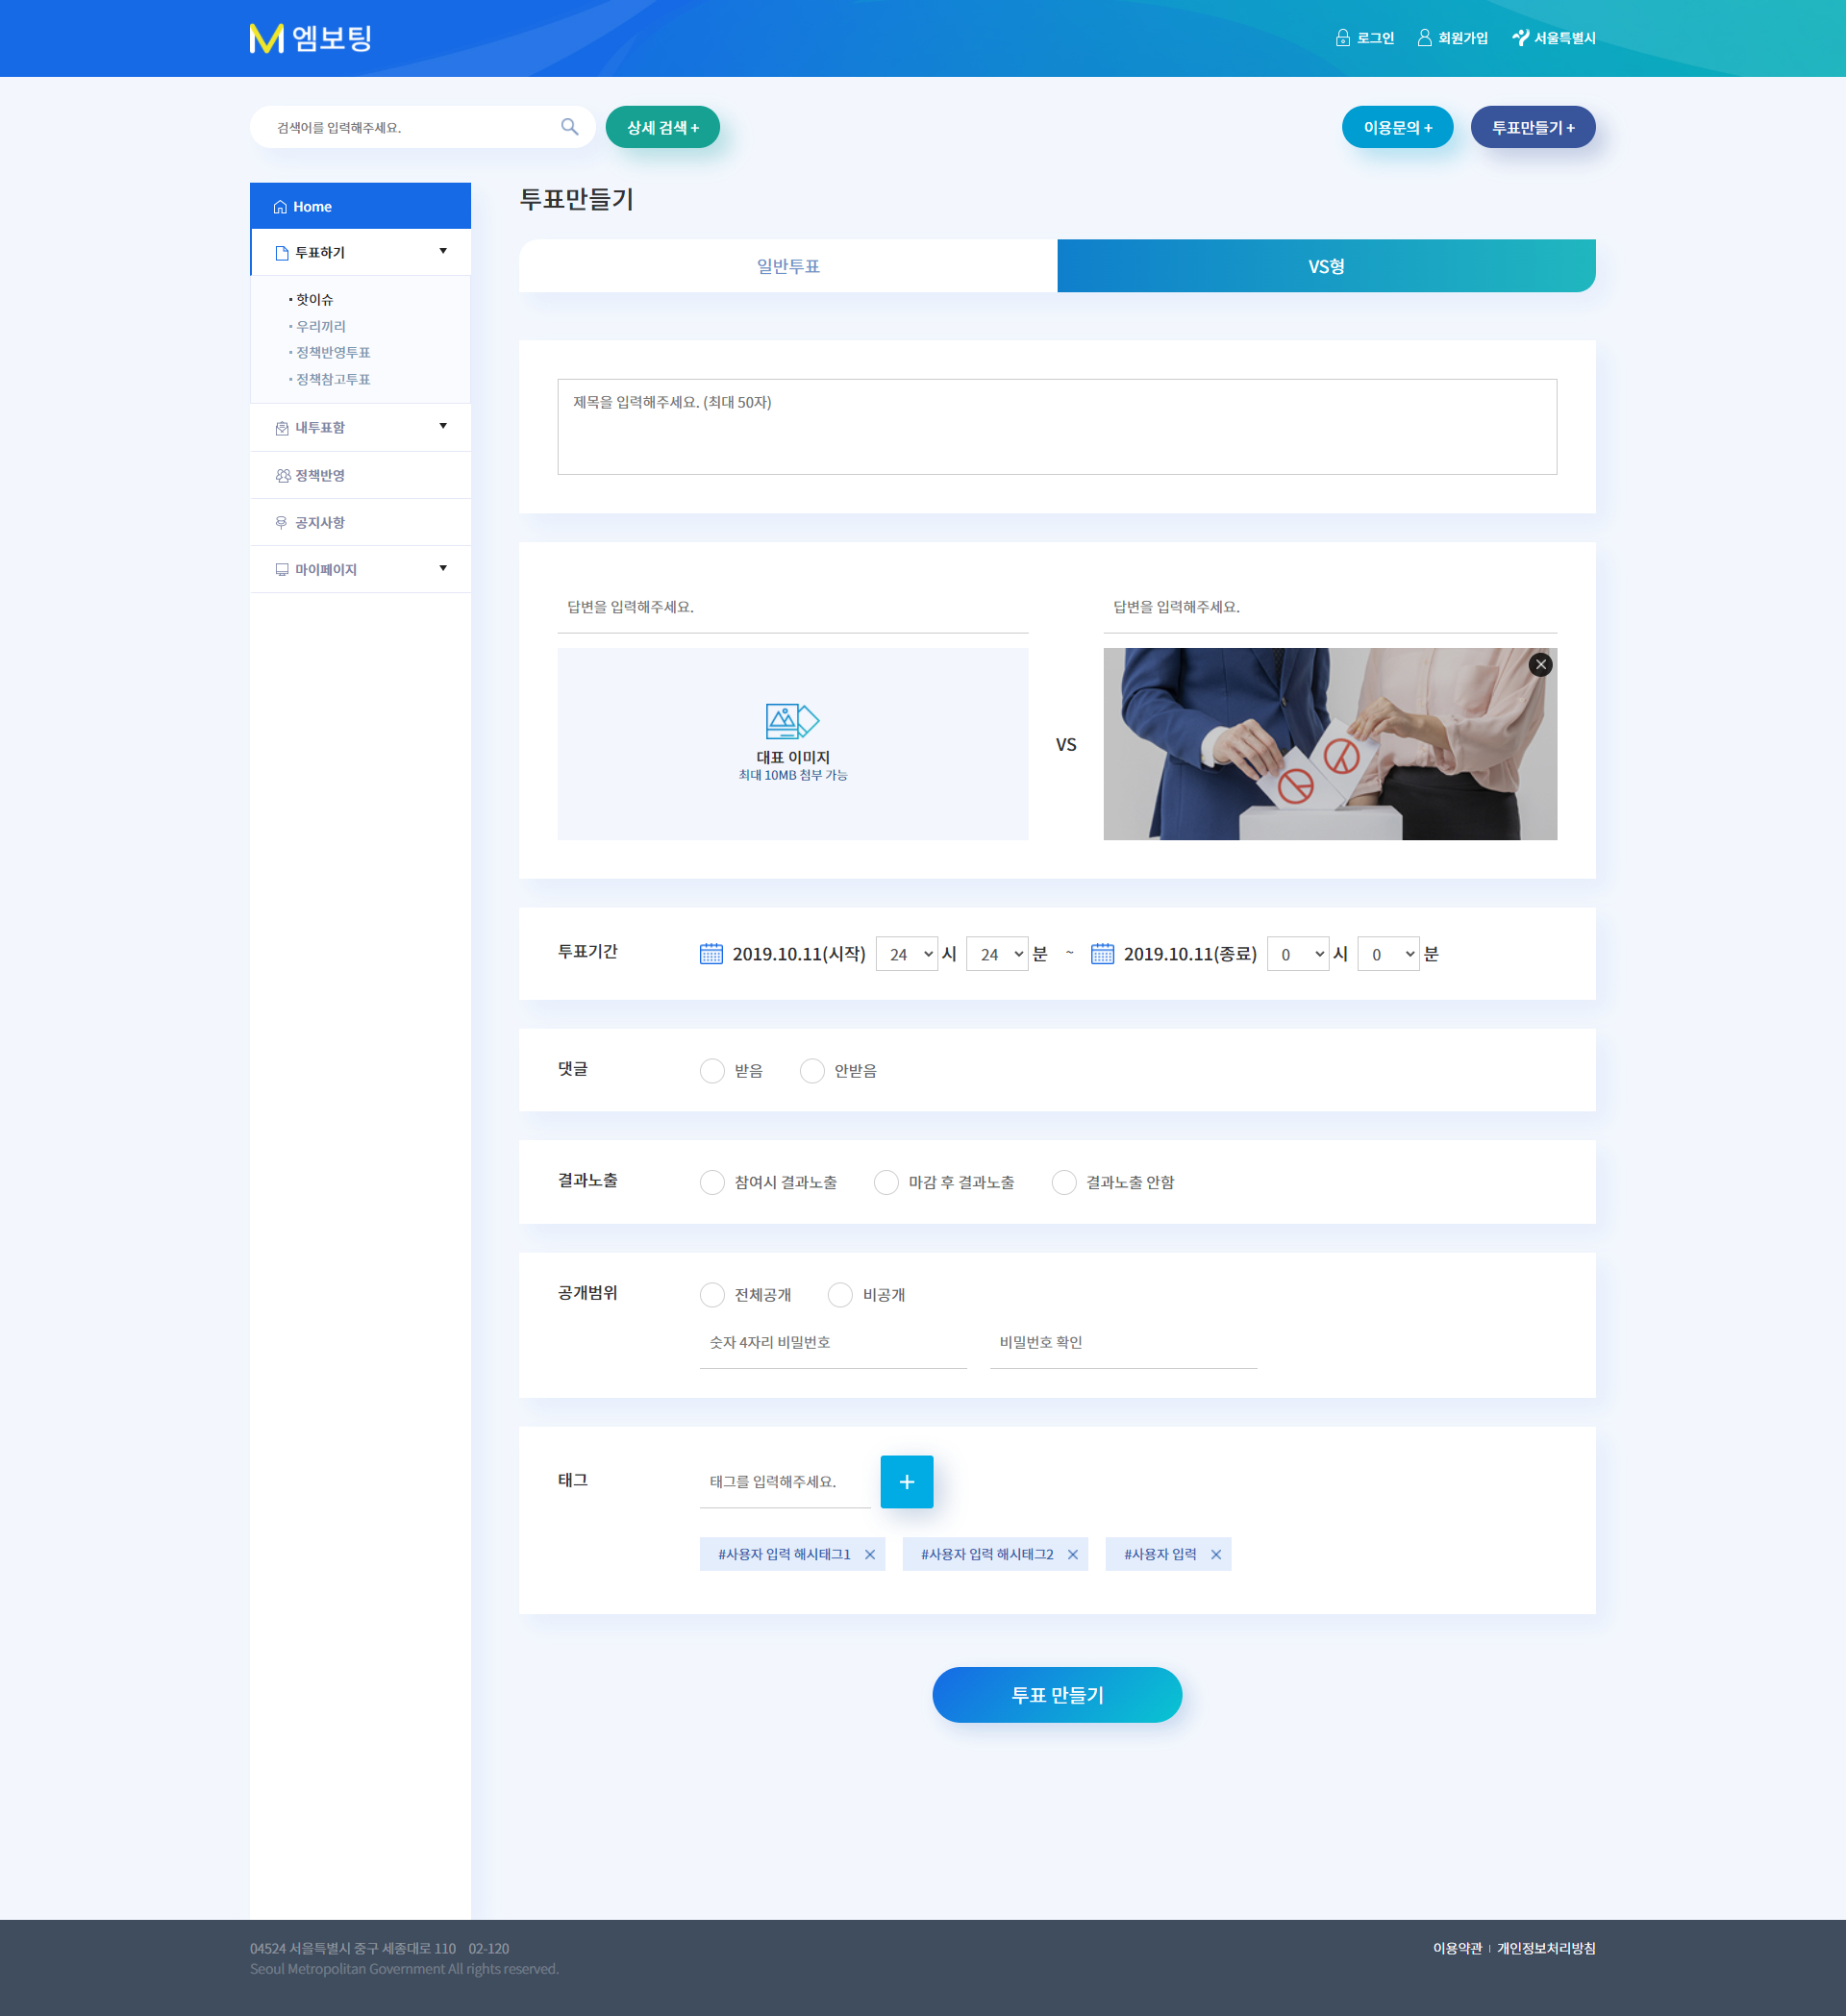 M 엠보팅
로그인
회원가입
서울특별시
검색어를 입력해주세요.
상세 검색 +
이용문의 +
투표만들기 +
Home
투표하기
핫이슈
우리끼리
정책반영투표
정책참고투표
내투표함
정책반영
공지사항
마이페이지
투표만들기
일반투표
VS형
제목을 입력해주세요. (최대 50자)
답변을 입력해주세요.
답변을 입력해주세요.
대표 이미지
최대 10MB 첨부 가능
VS
투표기간
2019.10.11(시작) 24 시 24 분 ~ 2019.10.11(종료) 0 시 0 분
댓글
받음
안받음
결과노출
참여시 결과노출
마감 후 결과노출
결과노출 안함
공개범위
전체공개
비공개
숫자 4자리 비밀번호
비밀번호 확인
태그
태그를 입력해주세요.
+
#사용자 입력 해시태그1
#사용자 입력 해시태그2
#사용자 입력
투표 만들기
04524 서울특별시 중구 세종대로 110 02-120
Seoul Metropolitan Government All rights reserved.
이용약관 | 개인정보처리방침